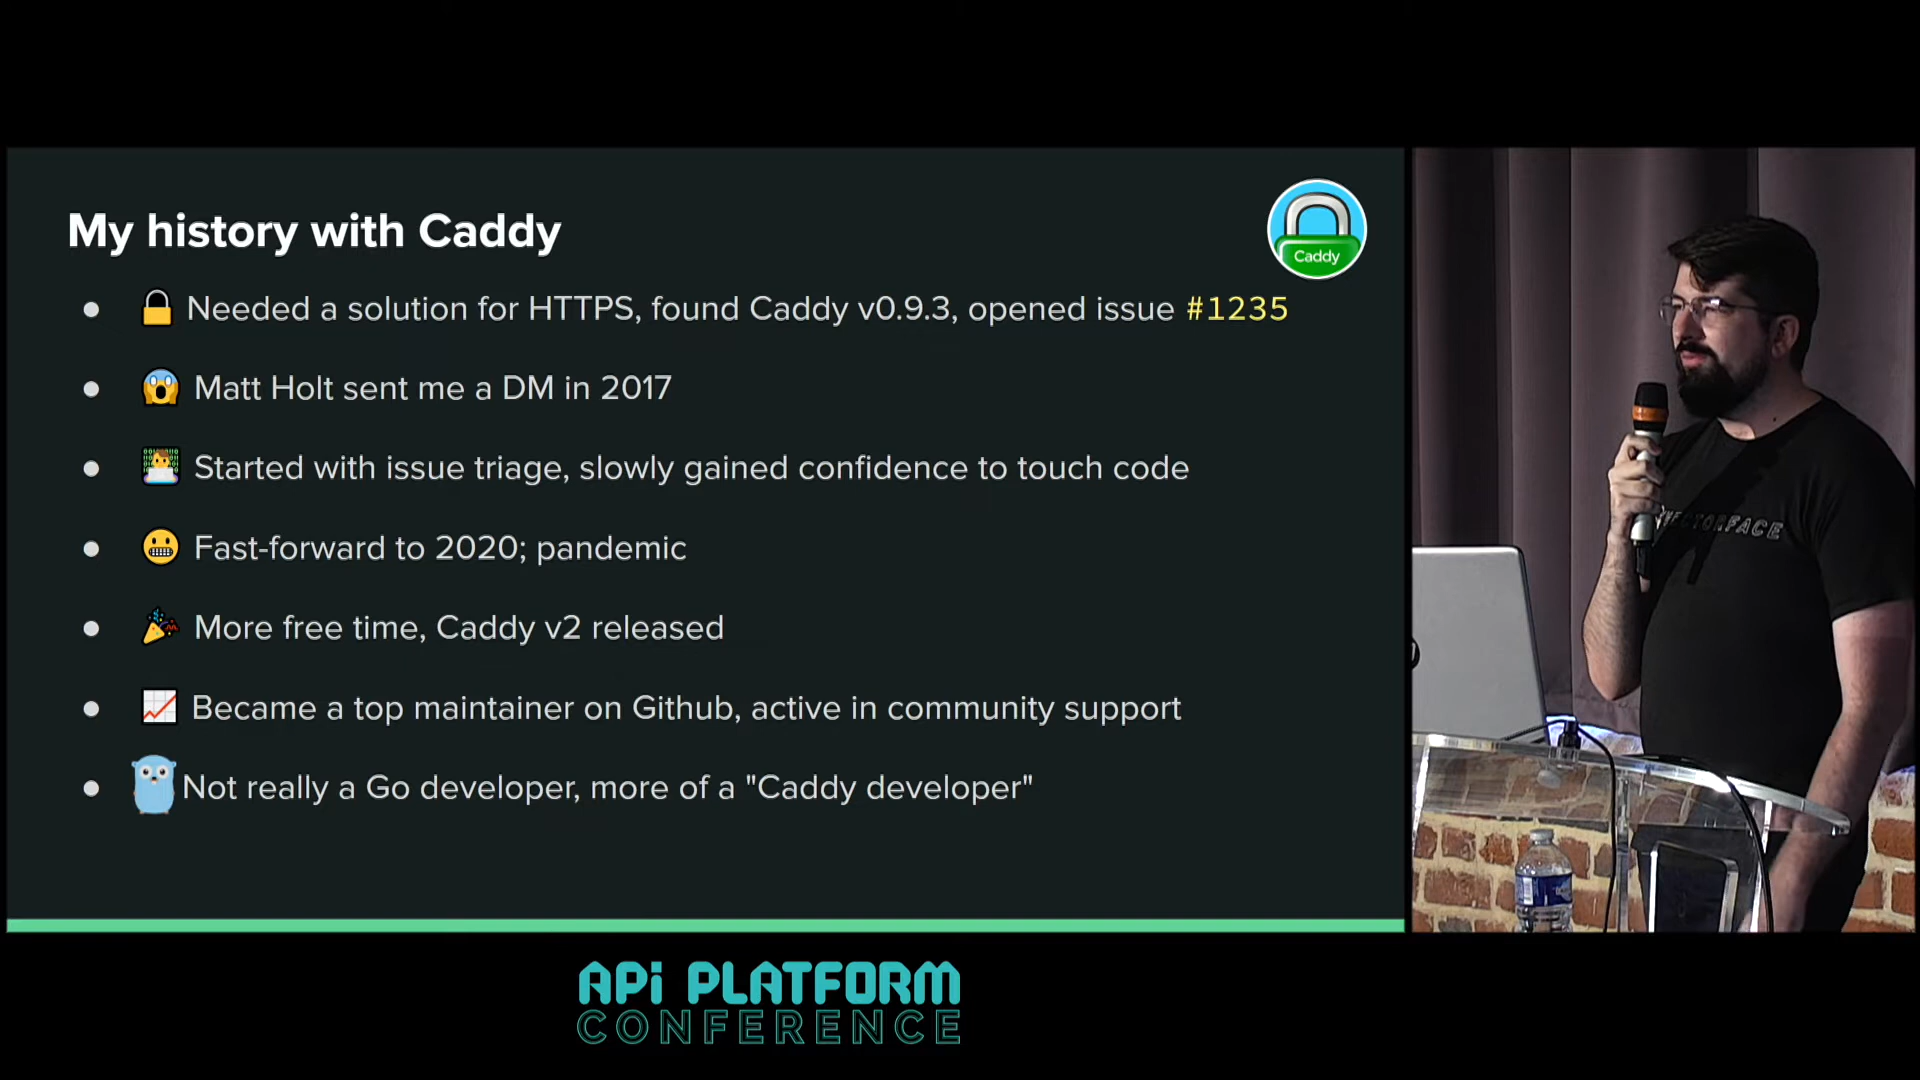 My history with Caddy
Caddy
Needed a solution for HTTPS, found Caddy v0.9.3, opened issue #1235
Matt Holt sent me a DM in 2017
Started with issue triage, slowly gained confidence to touch code
Fast-forward to 2020; pandemic
More free time, Caddy v2 released
Became a top maintainer on Github, active in community support
Not really a Go developer, more of a "Caddy developer"
VECTORFACE
API PLATFORM
CONFERENCE